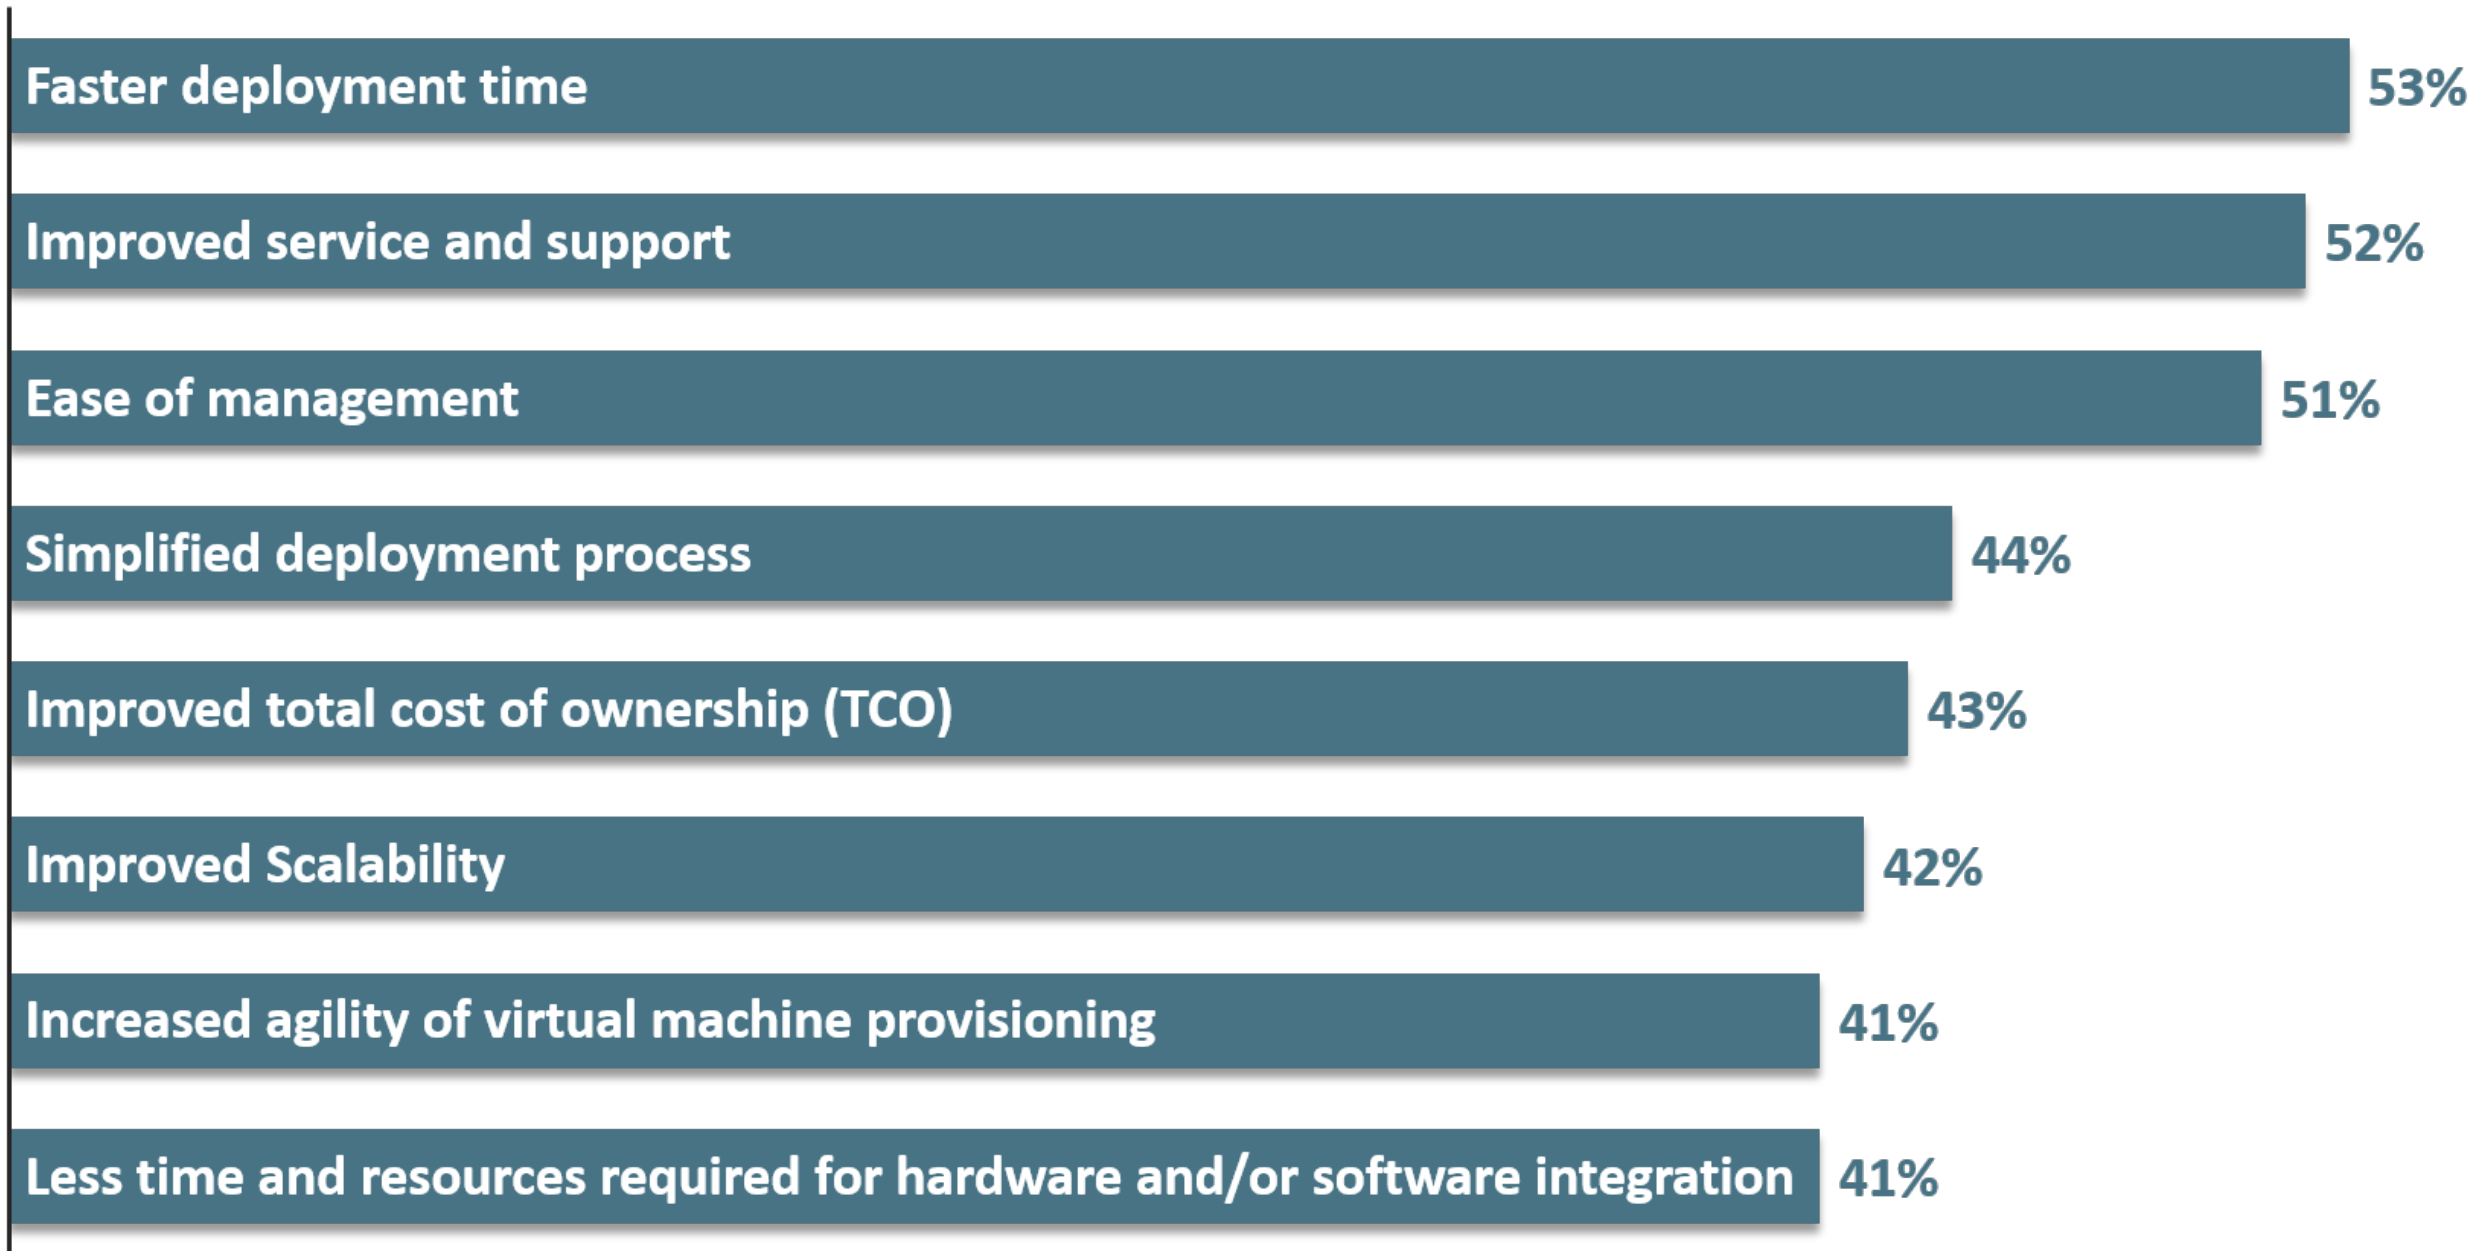 Faster deployment time 53%
Improved service and support 52%
Ease of management 51%
Simplified deployment process 44%
Improved total cost of ownership (TCO) 43%
Improved Scalability 42%
Increased agility of virtual machine provisioning 41%
Less time and resources required for hardware and/or software integration 41%